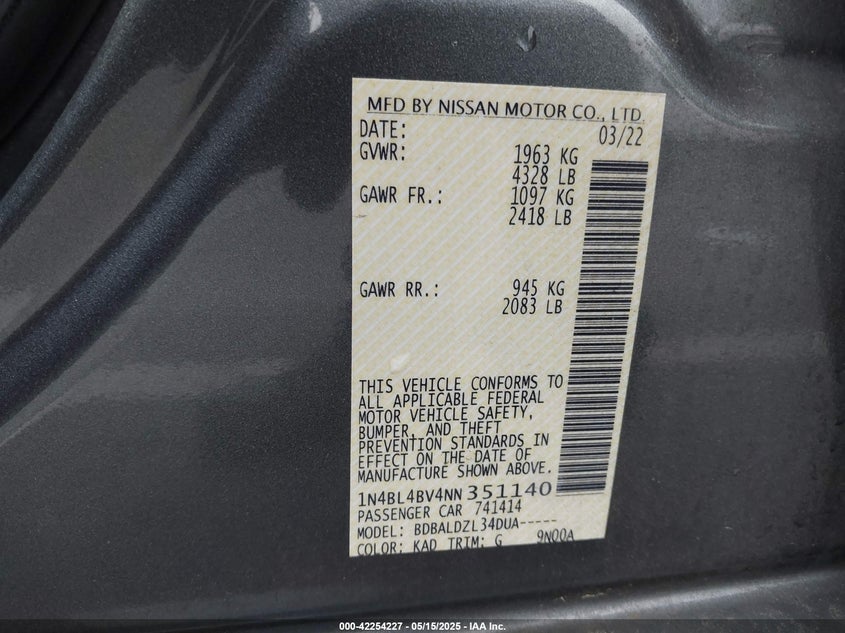 MFD BY NISSAN MOTOR CO., LTD.
DATE: 03/22
GVWR: 1963 KG
4328 LB
GAWR FR.: 1097 KG
2418 LB
GAWR RR.: 945 KG
2083 LB
THIS VEHICLE CONFORMS TO
ALL APPLICABLE FEDERAL
MOTOR VEHICLE SAFETY,
BUMPER, AND THEFT
PREVENTION STANDARDS IN
EFFECT ON THE DATE OF
MANUFACTURE SHOWN ABOVE.
1N4BL4BV4NN351140
PASSENGER CAR 741414
MODEL: BDBALDZL34DUA-----
COLOR: KAD TRIM: G 9NQQA
000-42254227 - 05/15/2025 - IAA Inc.